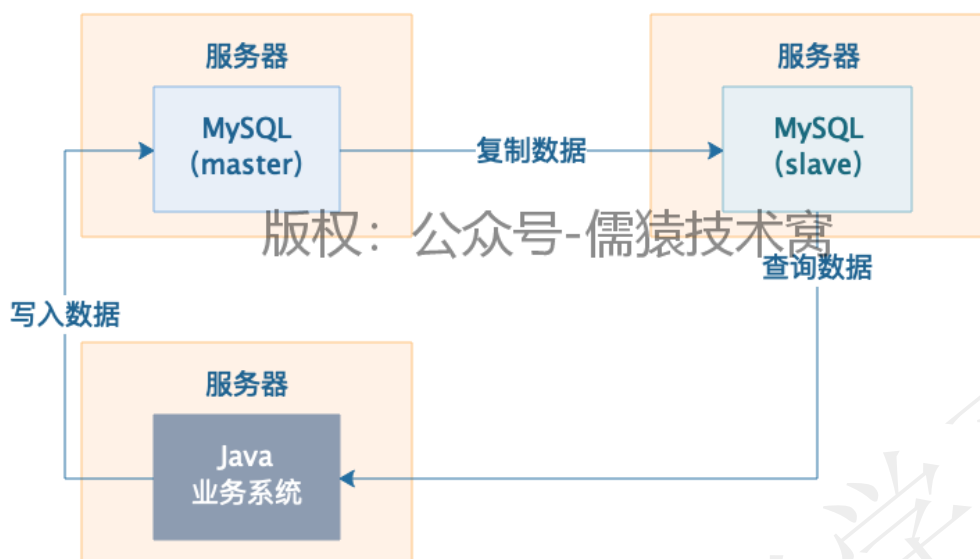 服务器
MySQL
(master)
复制数据
服务器
MySQL
(slave)
版权：公众号-儒猿技术窝
查询数据
写入数据
服务器
Java
业务系统
学